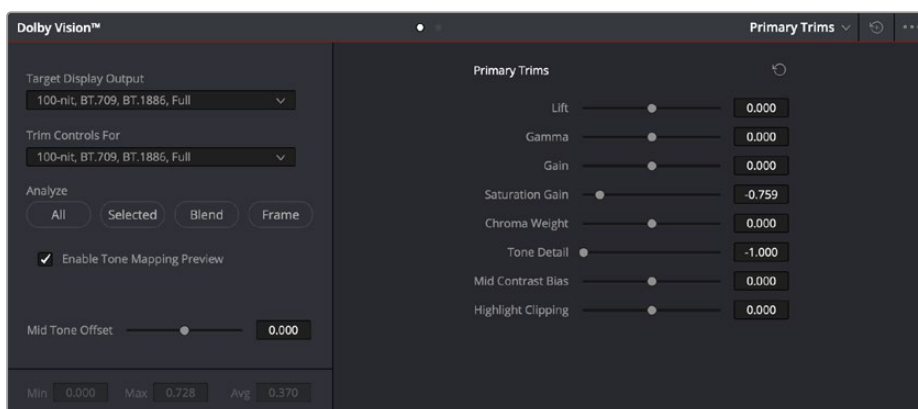 Dolby Vision™
Primary Trims
Target Display Output
100-nit, BT.709, BT.1886, Full
Trim Controls For
100-nit, BT.709, BT.1886, Full
Analyze
All Selected Blend Frame
Enable Tone Mapping Preview
Mid Tone Offset 0.000
Min 0.000 Max 0.728 Avg 0.370
Primary Trims
Lift 0.000
Gamma 0.000
Gain 0.000
Saturation Gain -0.759
Chroma Weight 0.000
Tone Detail -1.000
Mid Contrast Bias 0.000
Highlight Clipping 0.000